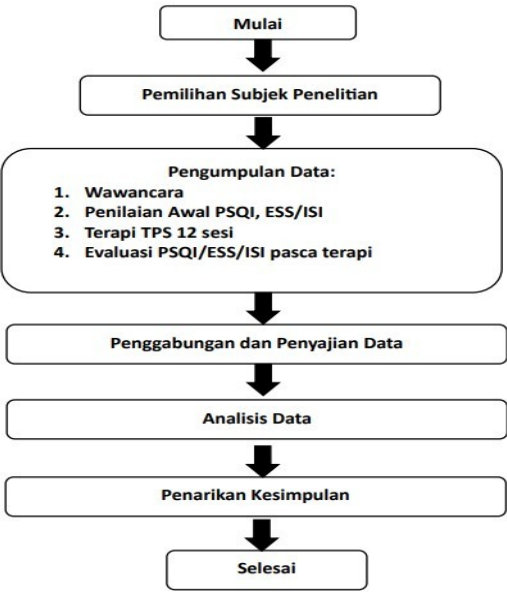 Mulai
Pemilihan Subjek Penelitian
Pengumpulan Data:
1. Wawancara
2. Penilaian Awal PSQI, ESS/ISI
3. Terapi TPS 12 sesi
4. Evaluasi PSQI/ESS/ISI pasca terapi
Penggabungan dan Penyajian Data
Analisis Data
Penarikan Kesimpulan
Selesai